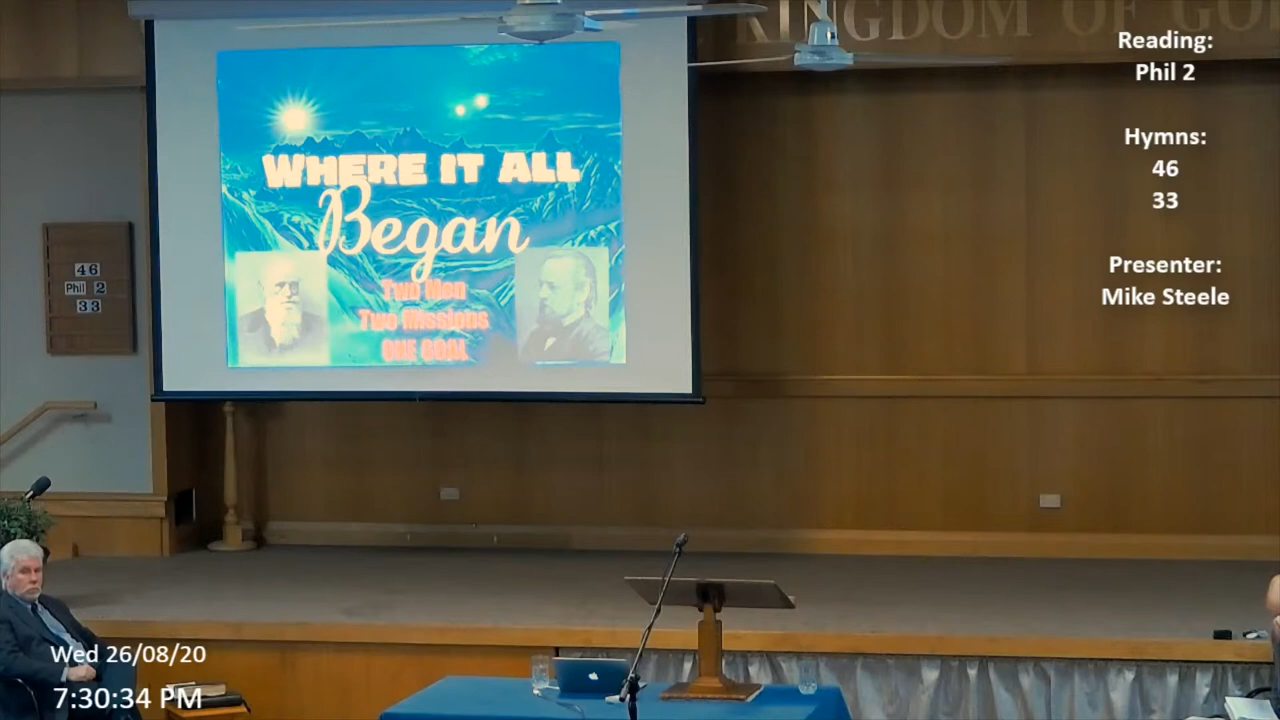 KINGDOM OF GO
Reading:
Phil 2
Hymns:
46
33
Presenter:
Mike Steele
WHERE IT ALL
Began
Two Men
Two Missions
ONE GOAL
46
Phil 2
33
Wed 26/08/20
7:30:34 PM